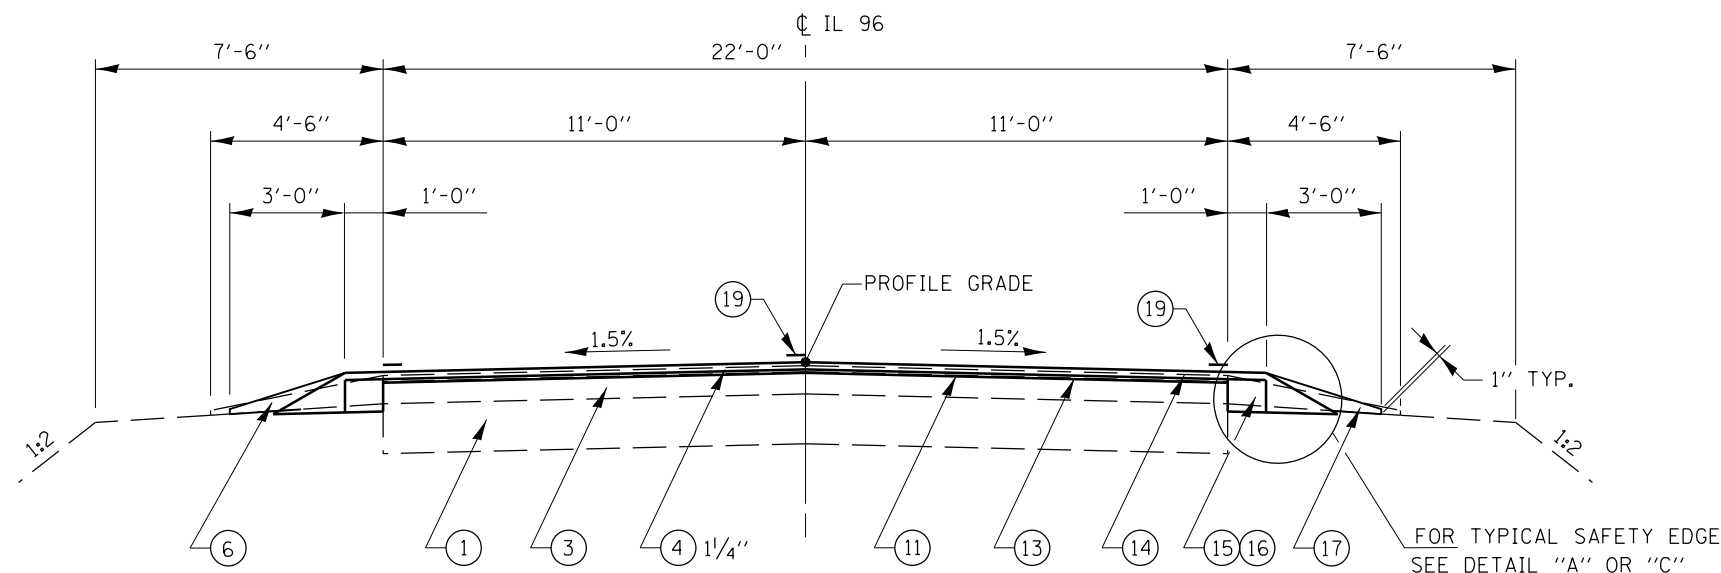 ℄ IL 96
7'-6" 22'-0" 7'-6"
4'-6" 11'-0" 11'-0" 4'-6"
3'-0" 1'-0" 1'-0" 3'-0"
19 PROFILE GRADE 19
1.5% 1.5%
1" TYP.
1:2 1:2
6 1 3 4 1 1/4" 11 13 14 15 16 17
FOR TYPICAL SAFETY EDGE
SEE DETAIL "A" OR "C"